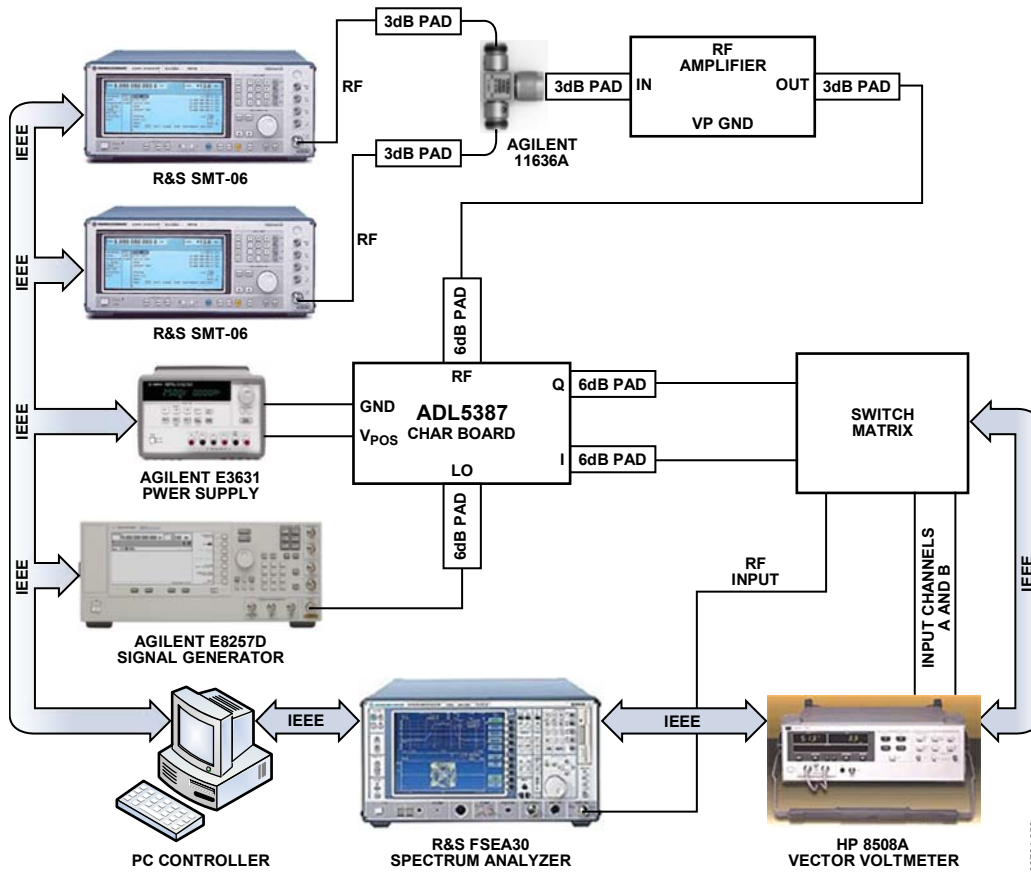 3dB PAD
RF
3dB PAD
AGILENT
11636A
3dB PAD
RF
AMPLIFIER
IN
OUT
VP GND
3dB PAD
IEEE
R&S SMT-06
IEEE
RF
R&S SMT-06
6dB PAD
RF
GND
ADL5387
CHAR BOARD
VPOS
LO
Q
I
6dB PAD
6dB PAD
6dB PAD
SWITCH
MATRIX
IEEE
AGILENT E3631
PWER SUPPLY
IEEE
AGILENT E8257D
SIGNAL GENERATOR
RF
INPUT
INPUT CHANNELS
A AND B
IEEE
IEEE
IEEE
PC CONTROLLER
R&S FSEA30
SPECTRUM ANALYZER
HP 8508A
VECTOR VOLTMETER